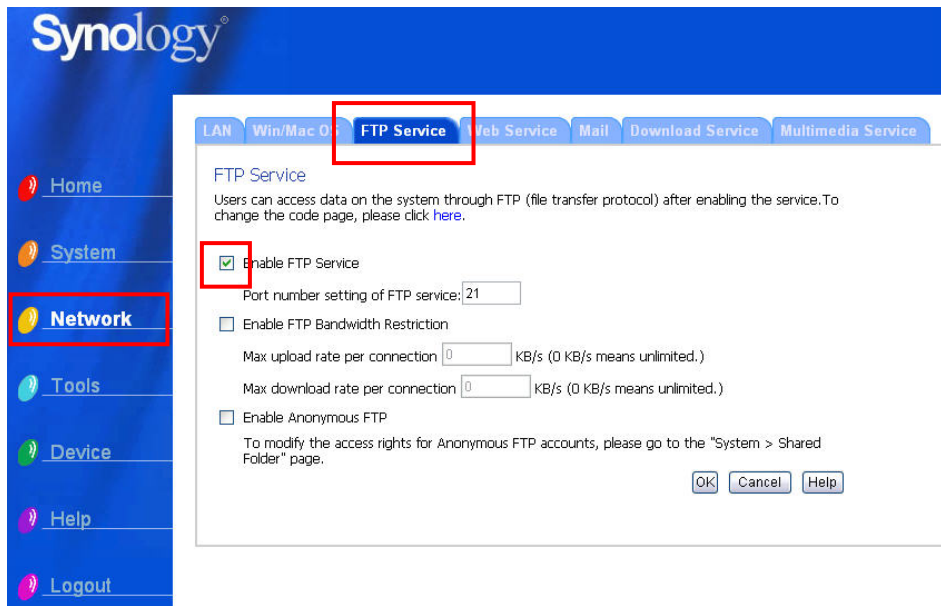 Synology®
LAN Win/Mac OS FTP Service Web Service Mail Download Service Multimedia Service
Home
System
Network
Tools
Device
Help
Logout
FTP Service
Users can access data on the system through FTP (file transfer protocol) after enabling the service.To
change the code page, please click here.
Enable FTP Service
Port number setting of FTP service: 21
Enable FTP Bandwidth Restriction
Max upload rate per connection 0 KB/s (0 KB/s means unlimited.)
Max download rate per connection 0 KB/s (0 KB/s means unlimited.)
Enable Anonymous FTP
To modify the access rights for Anonymous FTP accounts, please go to the "System > Shared
Folder" page.
OK Cancel Help